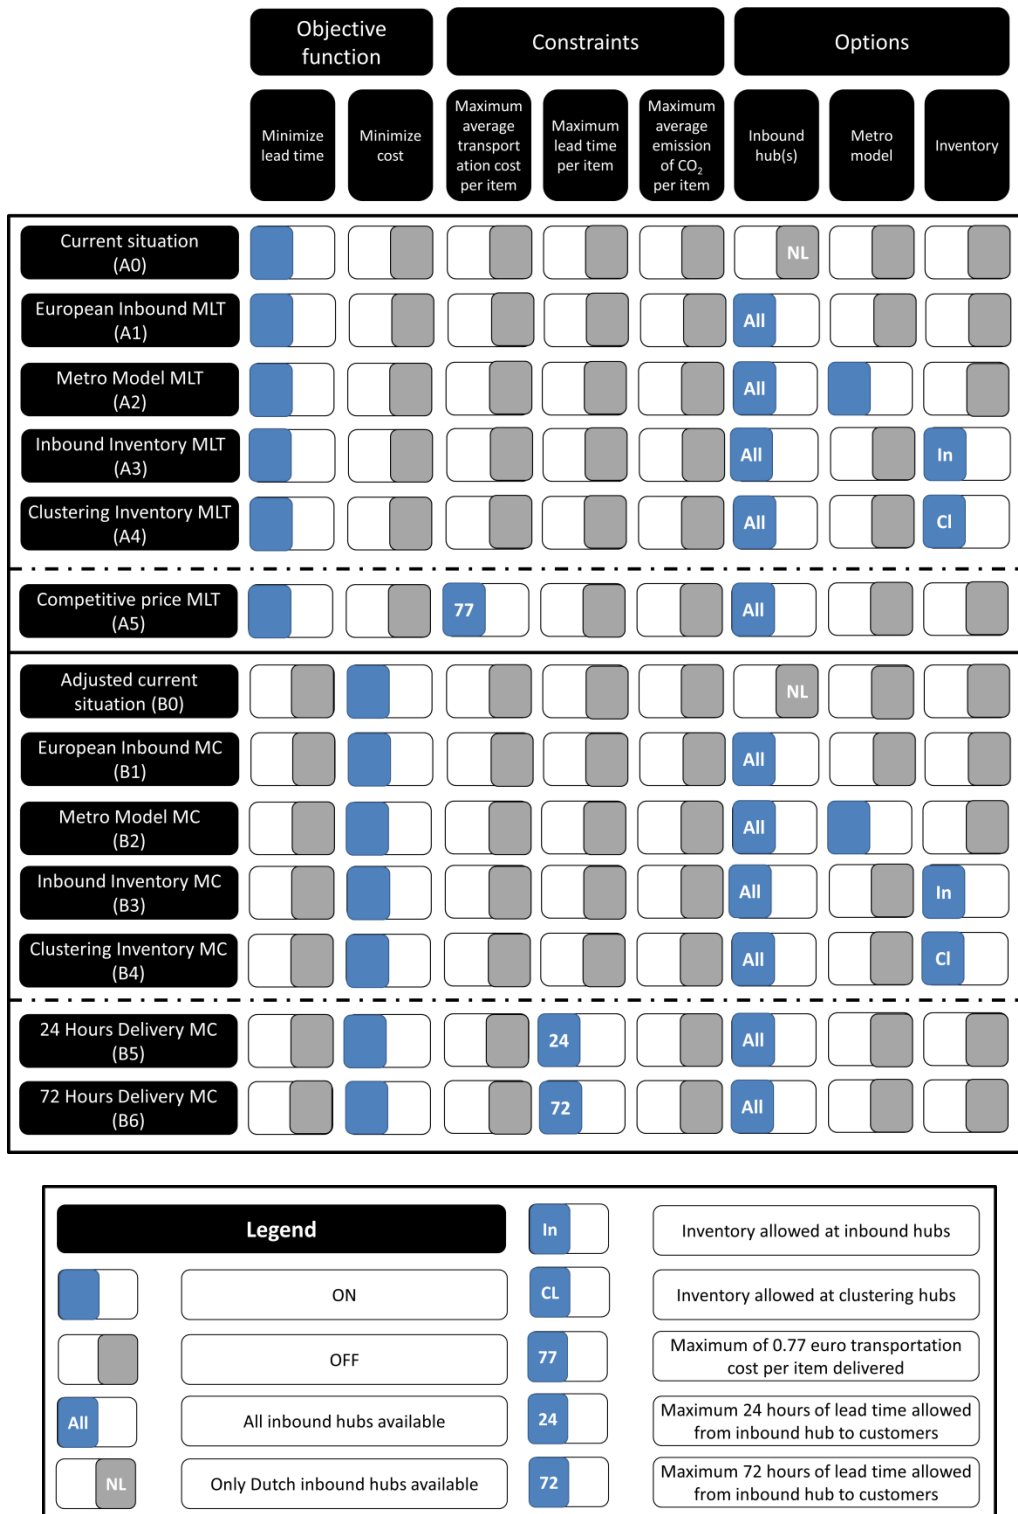 Objective
function
Constraints
Options
Minimize
lead time
Minimize
cost
Maximum
average
transport
ation cost
per item
Maximum
lead time
per item
Maximum
average
emission
of CO₂
per item
Inbound
hub(s)
Metro
model
Inventory
Current situation
(A0)
NL
European Inbound MLT
(A1)
All
Metro Model MLT
(A2)
All
Inbound Inventory MLT
(A3)
All
In
Clustering Inventory MLT
(A4)
All
Cl
Competitive price MLT
(A5)
77
All
Adjusted current
situation (B0)
NL
European Inbound MC
(B1)
All
Metro Model MC
(B2)
All
Inbound Inventory MC
(B3)
All
In
Clustering Inventory MC
(B4)
All
Cl
24 Hours Delivery MC
(B5)
24
All
72 Hours Delivery MC
(B6)
72
All
Legend
ON
OFF
All
All inbound hubs available
NL
Only Dutch inbound hubs available
In
Inventory allowed at inbound hubs
CL
Inventory allowed at clustering hubs
77
Maximum of 0.77 euro transportation
cost per item delivered
24
Maximum 24 hours of lead time allowed
from inbound hub to customers
72
Maximum 72 hours of lead time allowed
from inbound hub to customers